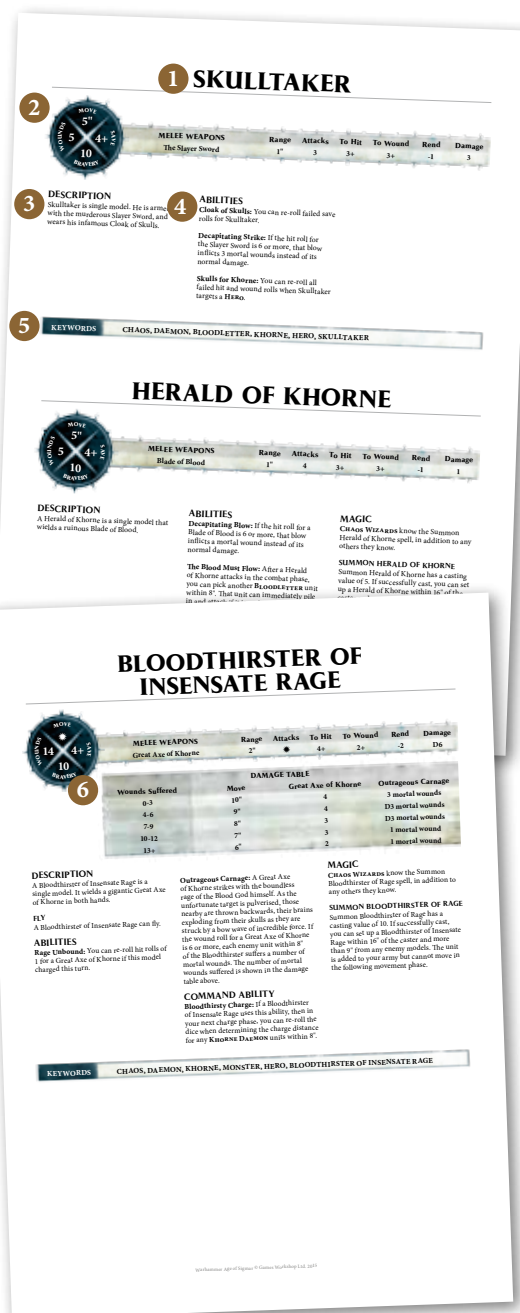 1 SKULLTAKER
2
MOVE
5"
WOUNDS 5 4+ SAVE
10
BRAVERY
MELEE WEAPONS Range Attacks To Hit To Wound Rend Damage
The Slayer Sword 1" 3 3+ 3+ -1 3
3 DESCRIPTION
Skulltaker is single model. He is arme
with the murderous Slayer Sword, and
wears his infamous Cloak of Skulls.
4 ABILITIES
Cloak of Skulls: You can re-roll failed save
rolls for Skulltaker.
Decapitating Strike: If the hit roll for
the Slayer Sword is 6 or more, that blow
inflicts 3 mortal wounds instead of its
normal damage.
Skulls for Khorne: You can re-roll all
failed hit and wound rolls when Skulltaker
targets a HERO.
5 KEYWORDS CHAOS, DAEMON, BLOODLETTER, KHORNE, HERO, SKULLTAKER
HERALD OF KHORNE
MOVE
5"
WOUNDS 5 4+ SAVE
10
BRAVERY
MELEE WEAPONS Range Attacks To Hit To Wound Rend Damage
Blade of Blood 1" 4 3+ 3+ -1 1
DESCRIPTION
A Herald of Khorne is a single model that
wields a ruinous Blade of Blood.
ABILITIES
Decapitating Blow: If the hit roll for a
Blade of Blood is 6 or more, that blow
inflicts a mortal wound instead of its
normal damage.
The Blood Must Flow: After a Herald
of Khorne attacks in the combat phase,
you can pick another BLOODLETTER unit
within 8". That unit can immediately pile
in and attack
MAGIC
CHAOS WIZARDS know the Summon
Herald of Khorne spell, in addition to any
others they know.
SUMMON HERALD OF KHORNE
Summon Herald of Khorne has a casting
value of 5. If successfully cast, you can set
up a Herald of Khorne within 16" of the
BLOODTHIRSTER OF
INSENSATE RAGE
MOVE
✹
WOUNDS 14 4+ SAVE
10
BRAVERY
MELEE WEAPONS Range Attacks To Hit To Wound Rend Damage
Great Axe of Khorne 2" ✹ 4+ 2+ -2 D6
6
DAMAGE TABLE
Wounds Suffered Move Great Axe of Khorne Outrageous Carnage
0-3 10" 4 3 mortal wounds
4-6 9" 4 D3 mortal wounds
7-9 8" 3 D3 mortal wounds
10-12 7" 3 1 mortal wound
13+ 6" 2 1 mortal wound
DESCRIPTION
A Bloodthirster of Insensate Rage is a
single model. It wields a gigantic Great Axe
of Khorne in both hands.
FLY
A Bloodthirster of Insensate Rage can fly.
ABILITIES
Rage Unbound: You can re-roll hit rolls of
1 for a Great Axe of Khorne if this model
charged this turn.
Outrageous Carnage: A Great Axe
of Khorne strikes with the boundless
rage of the Blood God himself. As the
unfortunate target is pulverised, those
nearby are thrown backwards, their brains
exploding from their skulls as they are
struck by a bow wave of incredible force. If
the wound roll for a Great Axe of Khorne
is 6 or more, each enemy unit within 8"
of the Bloodthirster suffers a number of
mortal wounds. The number of mortal
wounds suffered is shown in the damage
table above.
COMMAND ABILITY
Bloodthirsty Charge: If a Bloodthirster
of Insensate Rage uses this ability, then in
your next charge phase, you can re-roll the
dice when determining the charge distance
for any KHORNE DAEMON units within 8".
MAGIC
CHAOS WIZARDS know the Summon
Bloodthirster of Rage spell, in addition to
any others they know.
SUMMON BLOODTHIRSTER OF RAGE
Summon Bloodthirster of Rage has a
casting value of 10. If successfully cast,
you can set up a Bloodthirster of Insensate
Rage within 16" of the caster and more
than 9" from any enemy models. The unit
is added to your army but cannot move in
the following movement phase.
KEYWORDS CHAOS, DAEMON, KHORNE, MONSTER, HERO, BLOODTHIRSTER OF INSENSATE RAGE
Warhammer: Age of Sigmar © Games Workshop Ltd.